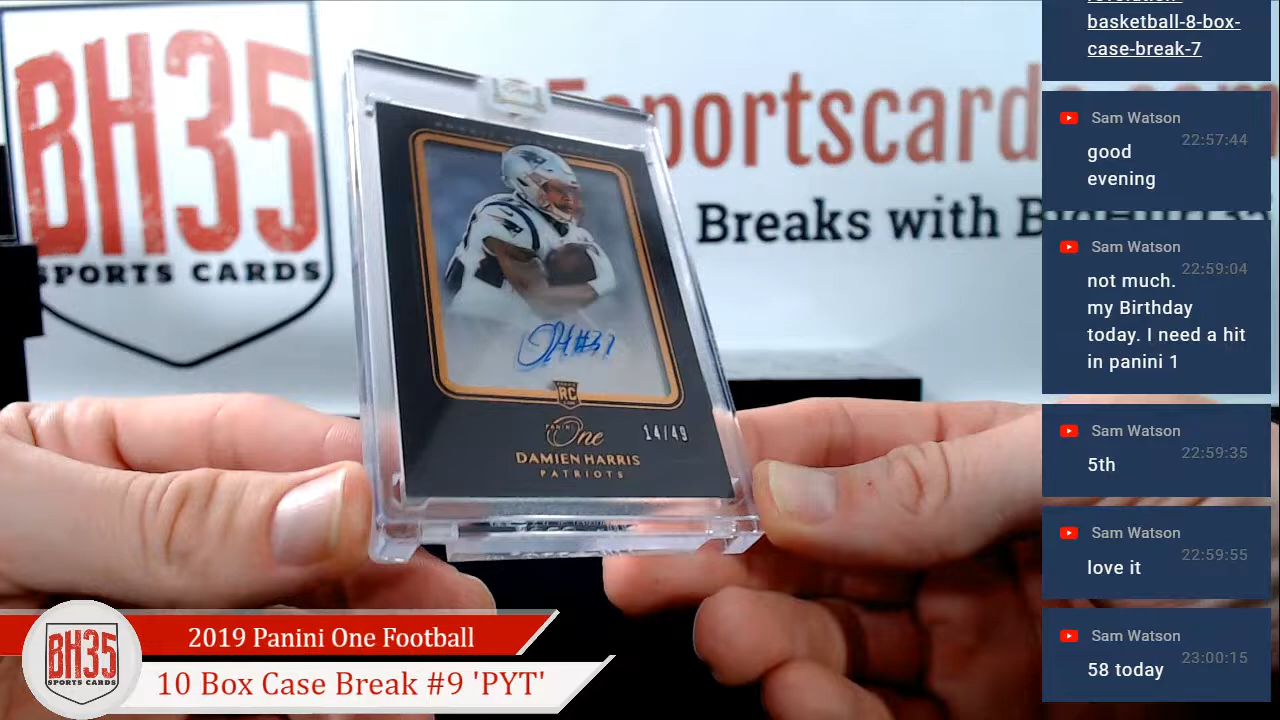 BH35
SPORTS CARDS
sportscard
Breaks with B
14/49
PANINI
One
DAMIEN HARRIS
PATRIOTS
RC
2019 Panini One Football
10 Box Case Break #9 'PYT'
BH35
SPORTS CARDS
basketball-8-box-
case-break-7
Sam Watson
22:57:44
good
evening
Sam Watson
22:59:04
not much.
my Birthday
today. I need a hit
in panini 1
Sam Watson
22:59:35
5th
Sam Watson
22:59:55
love it
Sam Watson
23:00:15
58 today